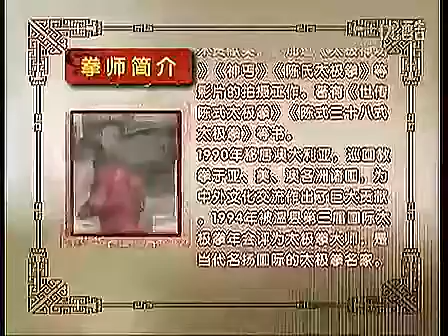 拳师简介
》《陈氏太极拳》等
影片的拍摄工作。著有《世传
陈式太极拳》《陈式三十八式
太极拳》等书。
1990年移居澳大利亚，巡回教
拳于亚、美、澳各洲诸国，为
中外文化交流作出了巨大贡献
。1994年被温县第三届国际太
极拳年会评为太极拳大师，是
当代名扬国际的太极拳名家。